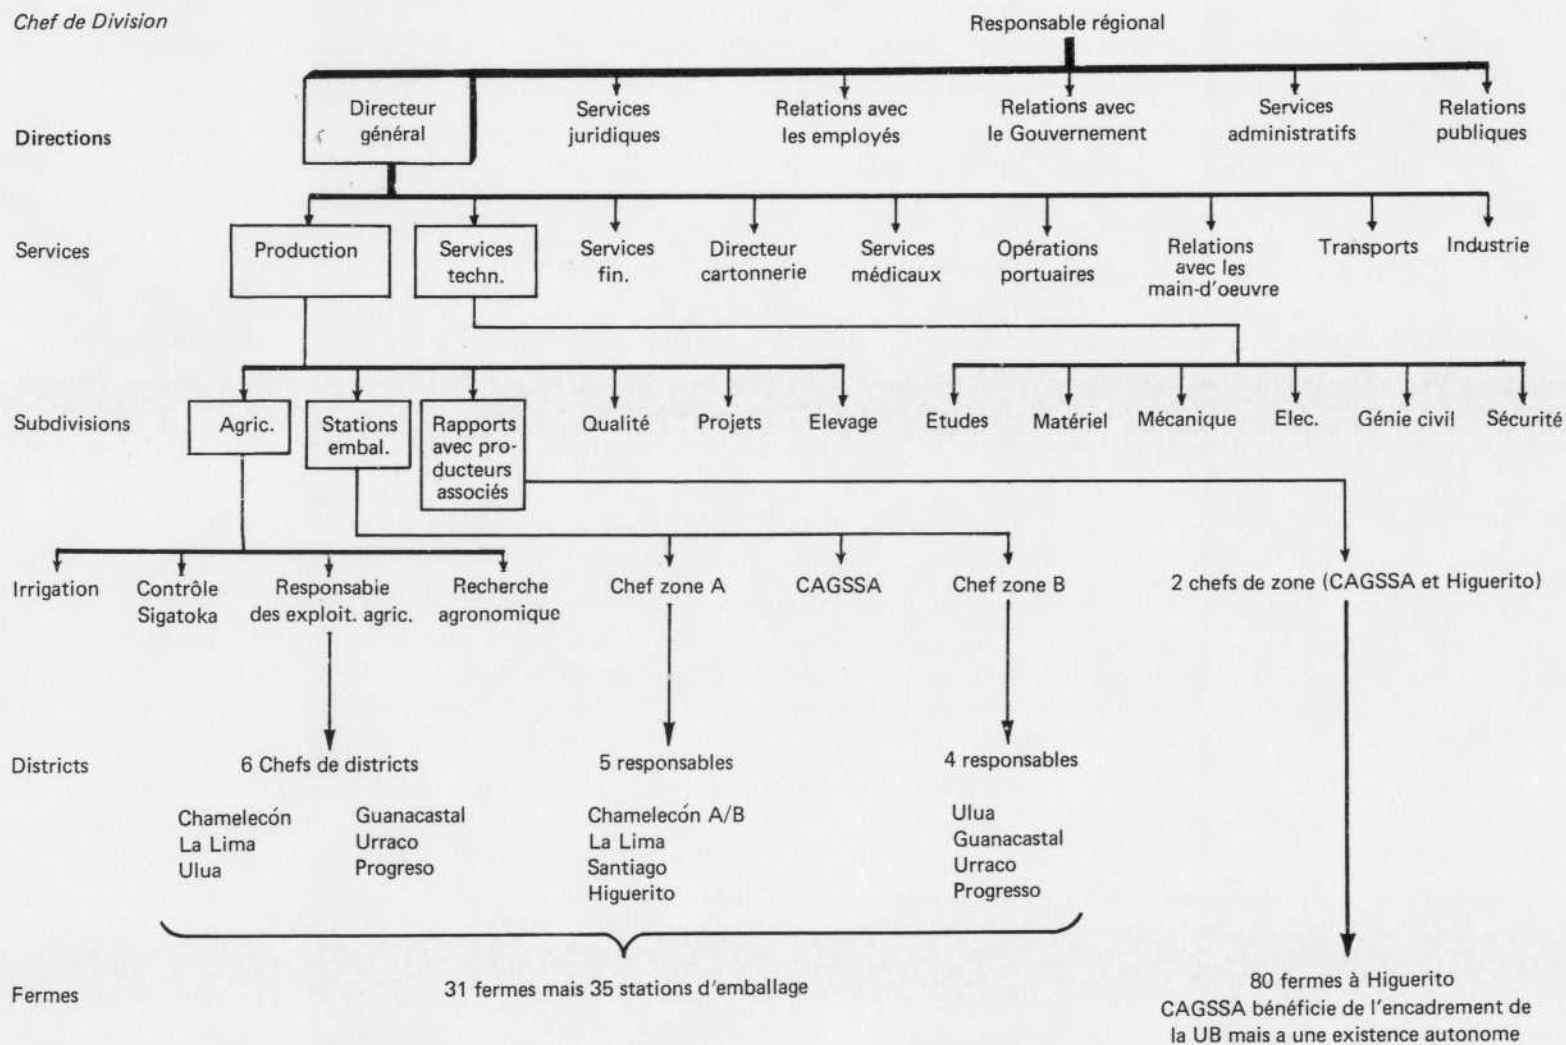 Chef de Division
Responsable régional
Directions
Directeur
général
Services
juridiques
Relations avec
les employés
Relations avec
le Gouvernement
Services
administratifs
Relations
publiques
Services
Production
Services
techn.
Services
fin.
Directeur
cartonnerie
Services
médicaux
Opérations
portuaires
Relations
avec les
main-d'oeuvre
Transports
Industrie
Subdivisions
Agric.
Stations
embal.
Rapports
avec pro-
ducteurs
associés
Qualité
Projets
Elevage
Etudes
Matériel
Mécanique
Elec.
Génie civil
Sécurité
Irrigation
Contrôle
Sigatoka
Responsabie
des exploit. agric.
Recherche
agronomique
Chef zone A
CAGSSA
Chef zone B
2 chefs de zone (CAGSSA et Higuerito)
Districts
6 Chefs de districts
Chamelecón
La Lima
Ulua
Guanacastal
Urraco
Progreso
5 responsables
Chamelecón A/B
La Lima
Santiago
Higuerito
4 responsables
Ulua
Guanacastal
Urraco
Progresso
Fermes
31 fermes mais 35 stations d'emballage
80 fermes à Higuerito
CAGSSA bénéficie de l'encadrement de
la UB mais a une existence autonome